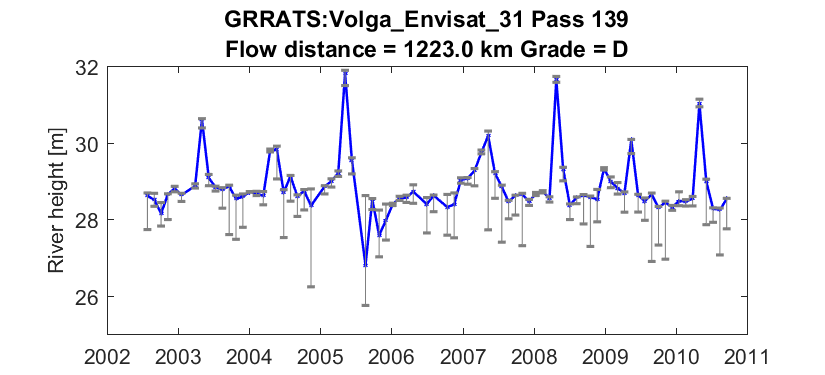 GRRATS:Volga_Envisat_31 Pass 139
Flow distance = 1223.0 km Grade = D
River height [m]
32
30
28
26
2002 2003 2004 2005 2006 2007 2008 2009 2010 2011